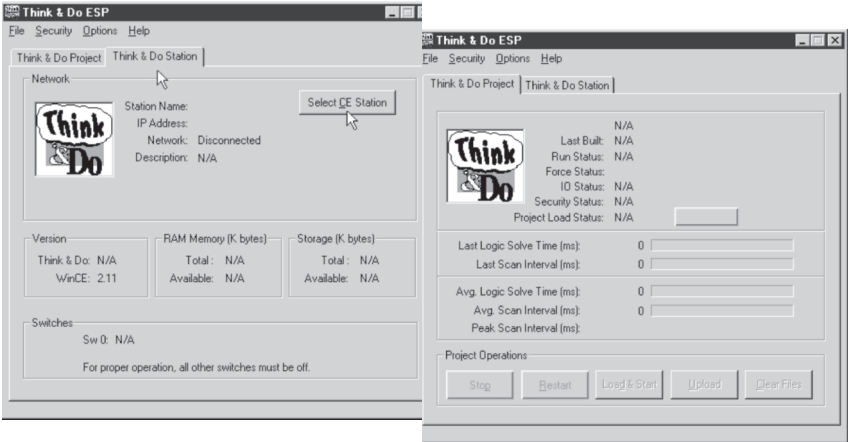 Think & Do ESP
File Security Options Help
Think & Do Project Think & Do Station
Network
Think & Do
Station Name:
IP Address:
Network: Disconnected
Description: N/A
Select CE Station
Version
Think & Do: N/A
WinCE: 2.11
RAM Memory (K bytes)
Total: N/A
Available: N/A
Storage (K bytes)
Total: N/A
Available: N/A
Switches
Sw 0: N/A
For proper operation, all other switches must be off.
Think & Do ESP
File Security Options Help
Think & Do Project Think & Do Station
Think & Do
N/A
Last Built: N/A
Run Status: N/A
Force Status:
IO Status: N/A
Security Status: N/A
Project Load Status: N/A
Last Logic Solve Time (ms): 0
Last Scan Interval (ms): 0
Avg. Logic Solve Time (ms): 0
Avg. Scan Interval (ms): 0
Peak Scan Interval (ms):
Project Operations
Stop Restart Load & Start Upload Clear Files